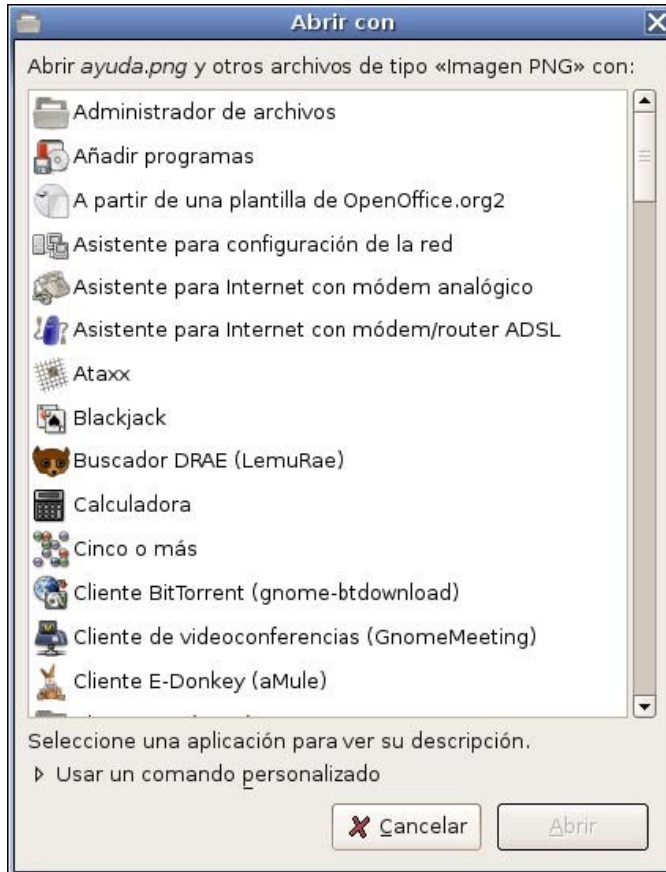 Abrir con
Abrir ayuda.png y otros archivos de tipo «Imagen PNG» con:
Administrador de archivos
Añadir programas
A partir de una plantilla de OpenOffice.org2
Asistente para configuración de la red
Asistente para Internet con módem analógico
Asistente para Internet con módem/router ADSL
Ataxx
Blackjack
Buscador DRAE (LemuRae)
Calculadora
Cinco o más
Cliente BitTorrent (gnome-btdownload)
Cliente de videoconferencias (GnomeMeeting)
Cliente E-Donkey (aMule)
Seleccione una aplicación para ver su descripción.
Usar un comando personalizado
Cancelar
Abrir